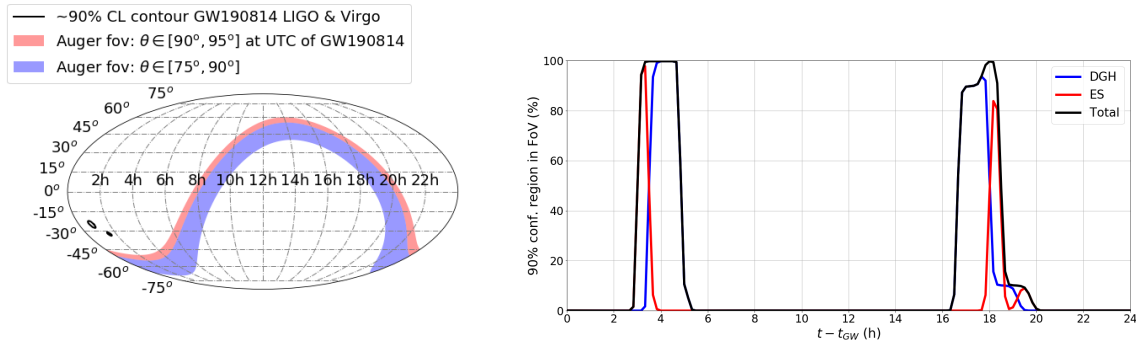 ~90% CL contour GW190814 LIGO & Virgo
Auger fov: θ∈[90°, 95°] at UTC of GW190814
Auger fov: θ∈[75°, 90°]
75°
60°
45°
30°
15°
0°
-15°
-30°
-45°
-60°
-75°
2h 4h 6h 8h 10h 12h 14h 16h 18h 20h 22h
90% conf. region in FoV (%)
100
80
60
40
20
0
DGH
ES
Total
0 2 4 6 8 10 12 14 16 18 20 22 24
t − t_GW (h)